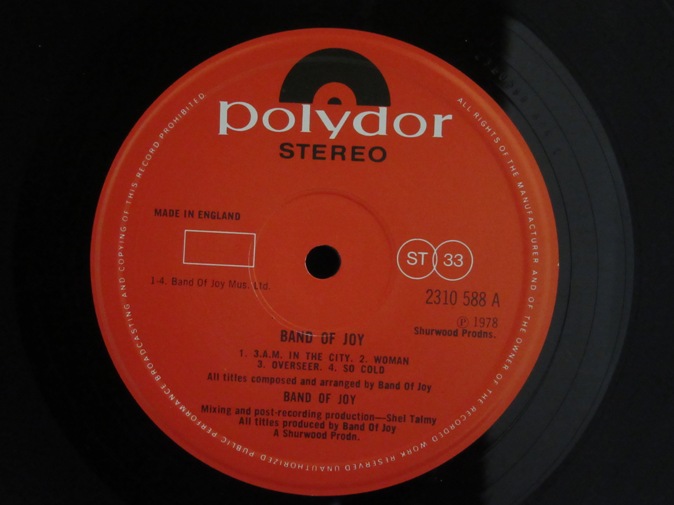 polydor
STEREO
MADE IN ENGLAND
ST 33
1-4. Band Of Joy Mus. Ltd.
2310 588 A
Ⓟ 1978
Shurwood Prodns.
BAND OF JOY
1. 3.A.M. IN THE CITY. 2. WOMAN
3. OVERSEER. 4. SO COLD
All titles composed and arranged by Band Of Joy
BAND OF JOY
Mixing and post-recording production—Shel Talmy
All titles produced by Band Of Joy
A Shurwood Prodn.
ALL RIGHTS OF THE MANUFACTURER AND OF THE OWNER OF THE RECORDED WORK RESERVED UNAUTHORIZED PUBLIC PERFORMANCE BROADCASTING AND COPYING OF THIS RECORD PROHIBITED